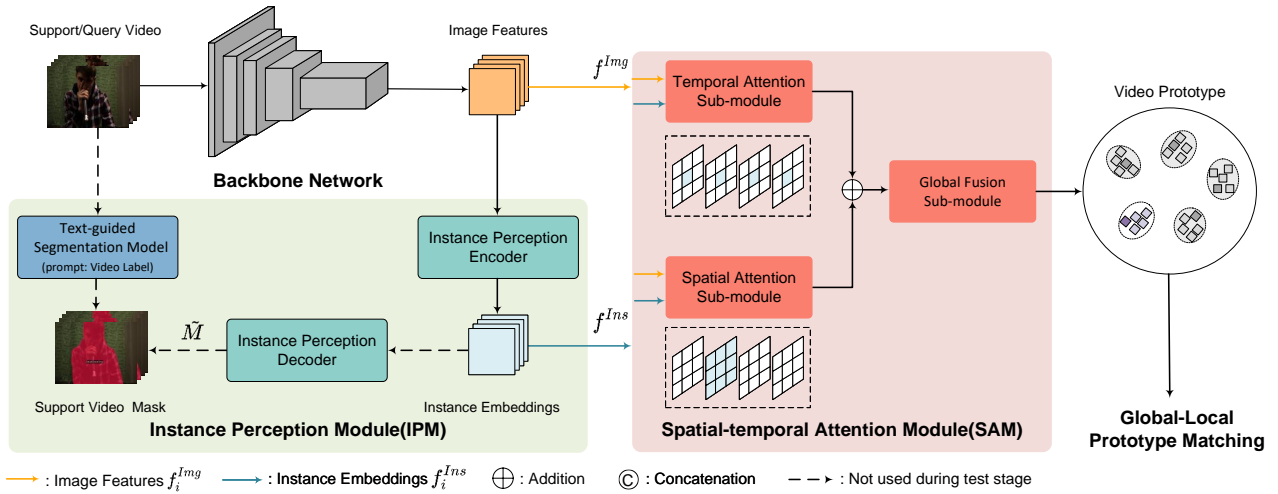 Support/Query Video
Image Features
Backbone Network
f^{Img}
Temporal Attention
Sub-module
Video Prototype
Global Fusion
Sub-module
Text-guided
Segmentation Model
(prompt: Video Label)
Instance Perception
Encoder
Spatial Attention
Sub-module
f^{Ins}
M̃
Instance Perception
Decoder
Support Video Mask
Instance Embeddings
Instance Perception Module(IPM)
Spatial-temporal Attention Module(SAM)
Global-Local
Prototype Matching
: Image Features f_i^{Img}
: Instance Embeddings f_i^{Ins}
: Addition
C : Concatenation
: Not used during test stage